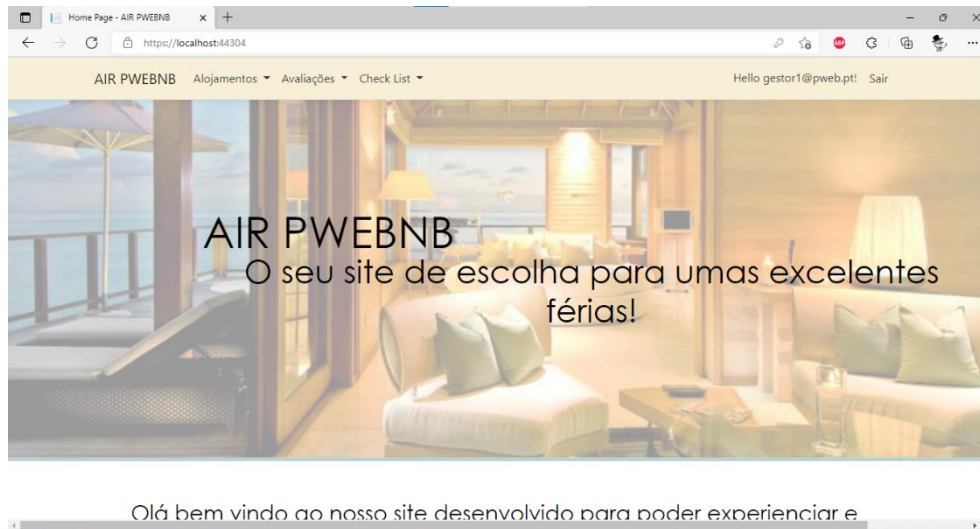 Home Page - AIR PWEBNB
https://localhost:44304
ABP
AIR PWEBNB Alojamentos Avaliações Check List Hello gestor1@pweb.pt! Sair
AIR PWEBNB
O seu site de escolha para umas excelentes
férias!
Olá bem vindo ao nosso site desenvolvido para poder experienciar e